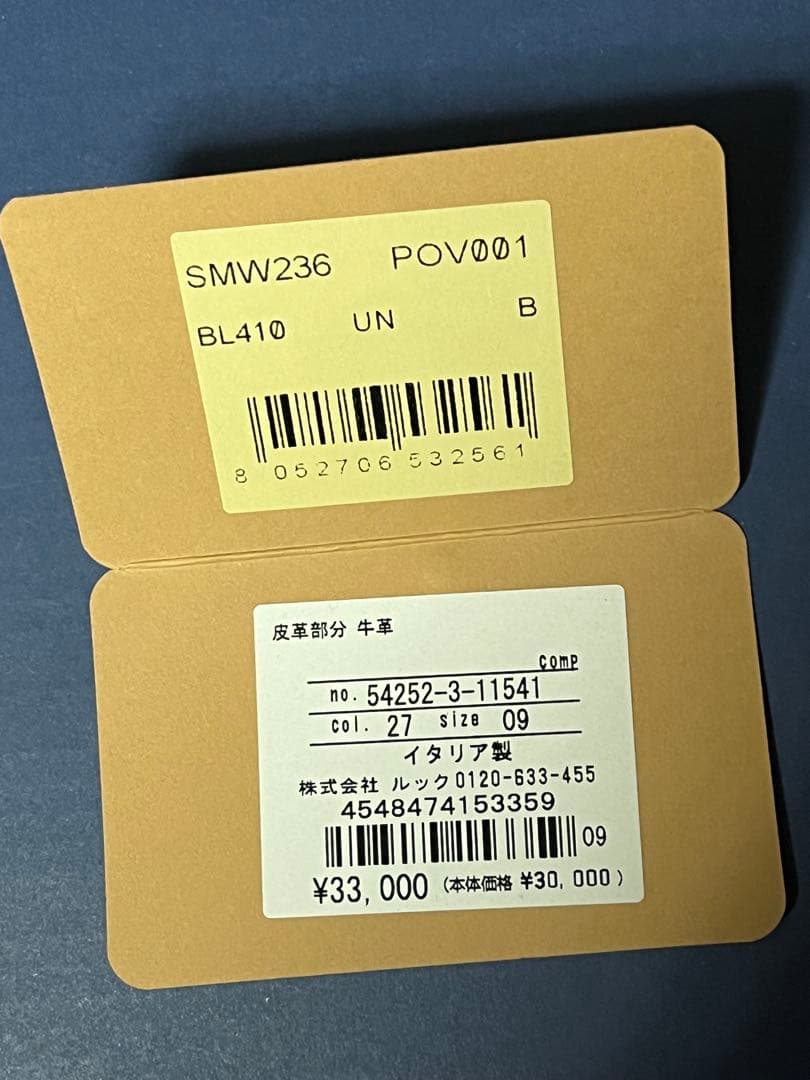 SMW236 POV001
BL410 UN B
8 052706 532561
皮革部分 牛革
comp
no. 54252-3-11541
col. 27 size 09
イタリア製
株式会社 ルック 0120-633-455
4548474153359
09
¥33,000 (本体価格 ¥30,000)